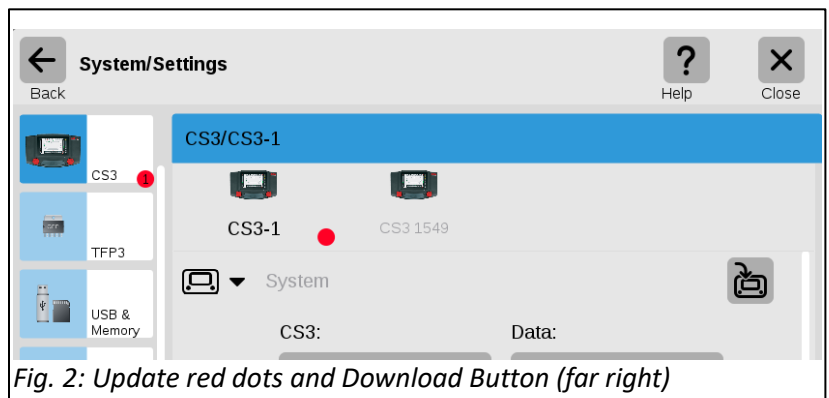 System/Settings
?
Back
Help
Close
CS3/CS3-1
CS3
1
CS3-1
CS3 1549
TFP3
System
USB &
Memory
CS3:
Data:
Fig. 2: Update red dots and Download Button (far right)